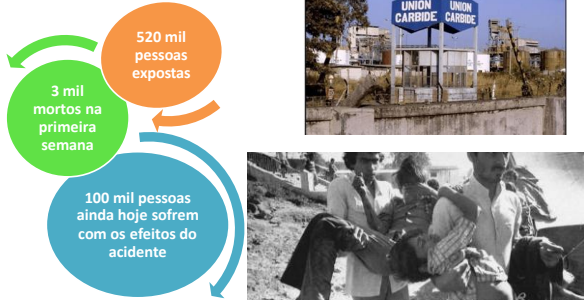 520 mil
pessoas
expostas
3 mil
mortos na
primeira
semana
100 mil pessoas
ainda hoje sofrem
com os efeitos do
acidente
UNION
CARBIDE
UNION
CARBIDE